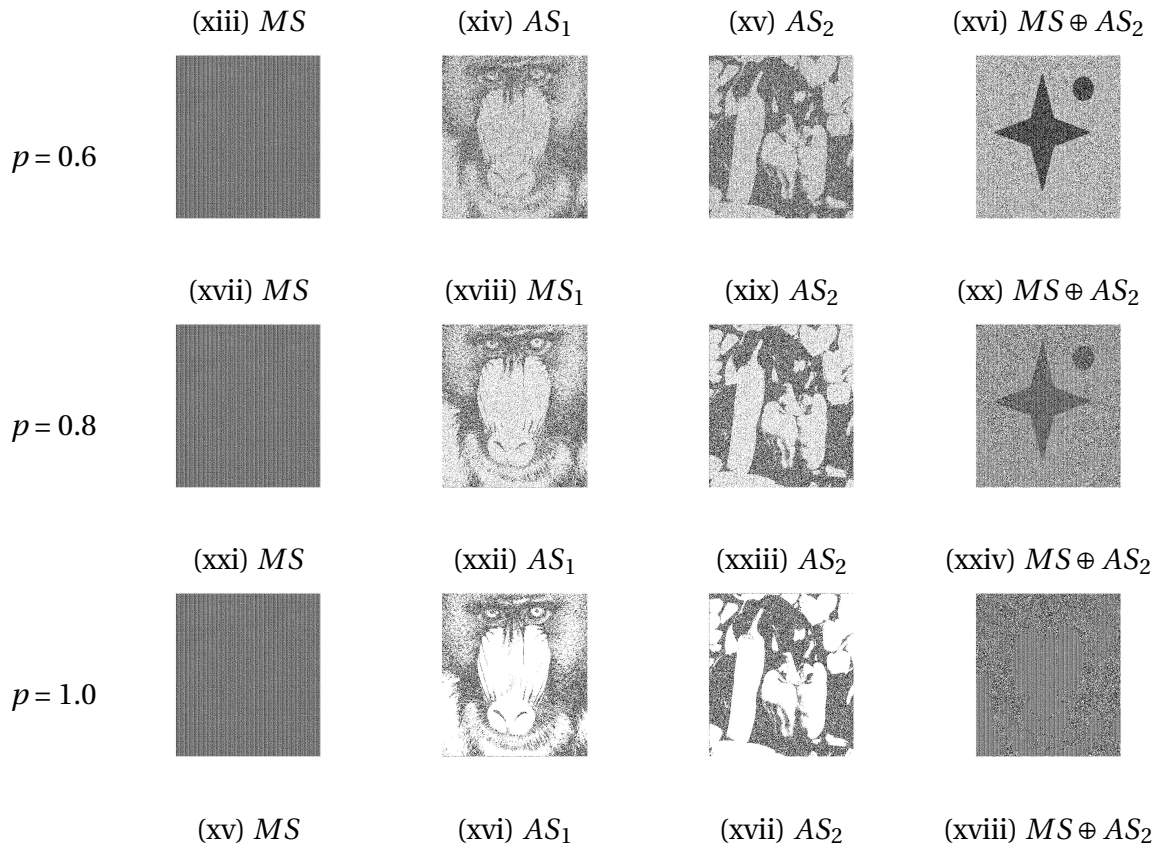 (xiii) MS (xiv) AS₁ (xv) AS₂ (xvi) MS ⊕ AS₂
p = 0.6
(xvii) MS (xviii) MS₁ (xix) AS₂ (xx) MS ⊕ AS₂
p = 0.8
(xxi) MS (xxii) AS₁ (xxiii) AS₂ (xxiv) MS ⊕ AS₂
p = 1.0
(xv) MS (xvi) AS₁ (xvii) AS₂ (xviii) MS ⊕ AS₂